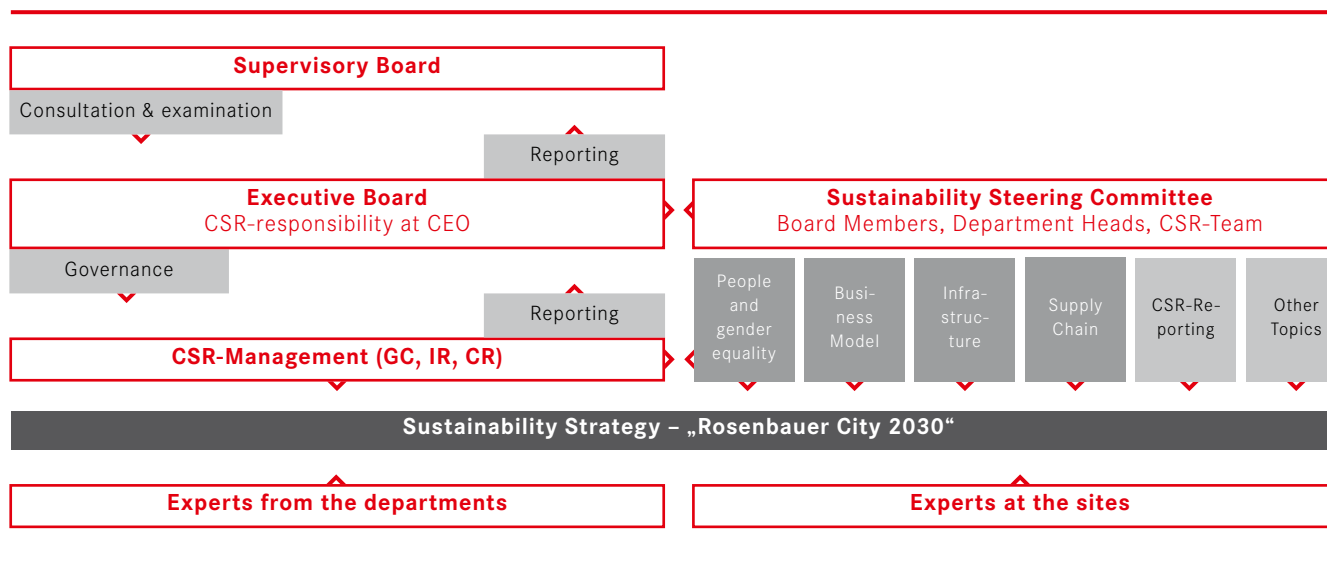 Supervisory Board
Consultation & examination
Reporting
Executive Board
CSR-responsibility at CEO
Sustainability Steering Committee
Board Members, Department Heads, CSR-Team
Governance
Reporting
CSR-Management (GC, IR, CR)
People
and
gender
equality
Busi-
ness
Model
Infra-
struc-
ture
Supply
Chain
CSR-Re-
porting
Other
Topics
Sustainability Strategy – „Rosenbauer City 2030“
Experts from the departments
Experts at the sites